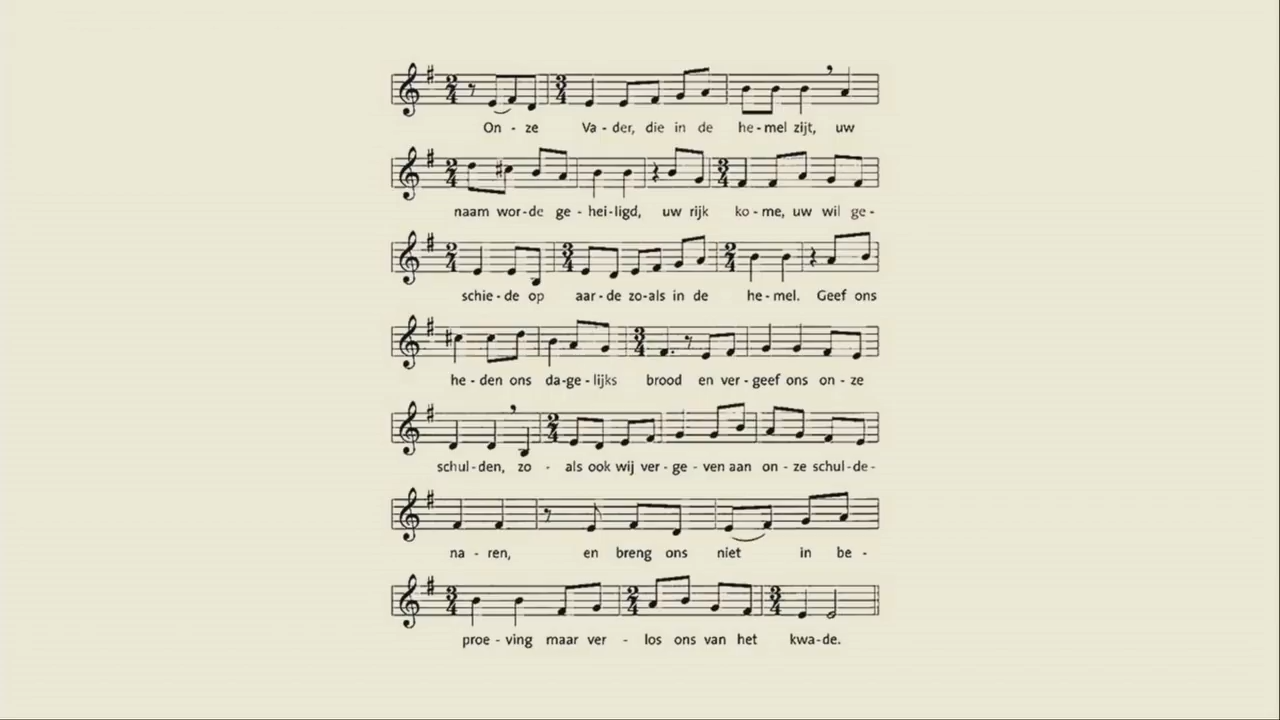 On - ze Va - der, die in de he - mel zijt, uw
naam wor - de ge - hei - ligd, uw rijk ko - me, uw wil ge -
schie - de op aar - de zo - als in de he - mel. Geef ons
he - den ons da - ge - lijks brood en ver - geef ons on - ze
schul - den, zo - als ook wij ver - ge - ven aan on - ze schul - de -
na - ren, en breng ons niet in be -
proe - ving maar ver - los ons van het kwa - de.